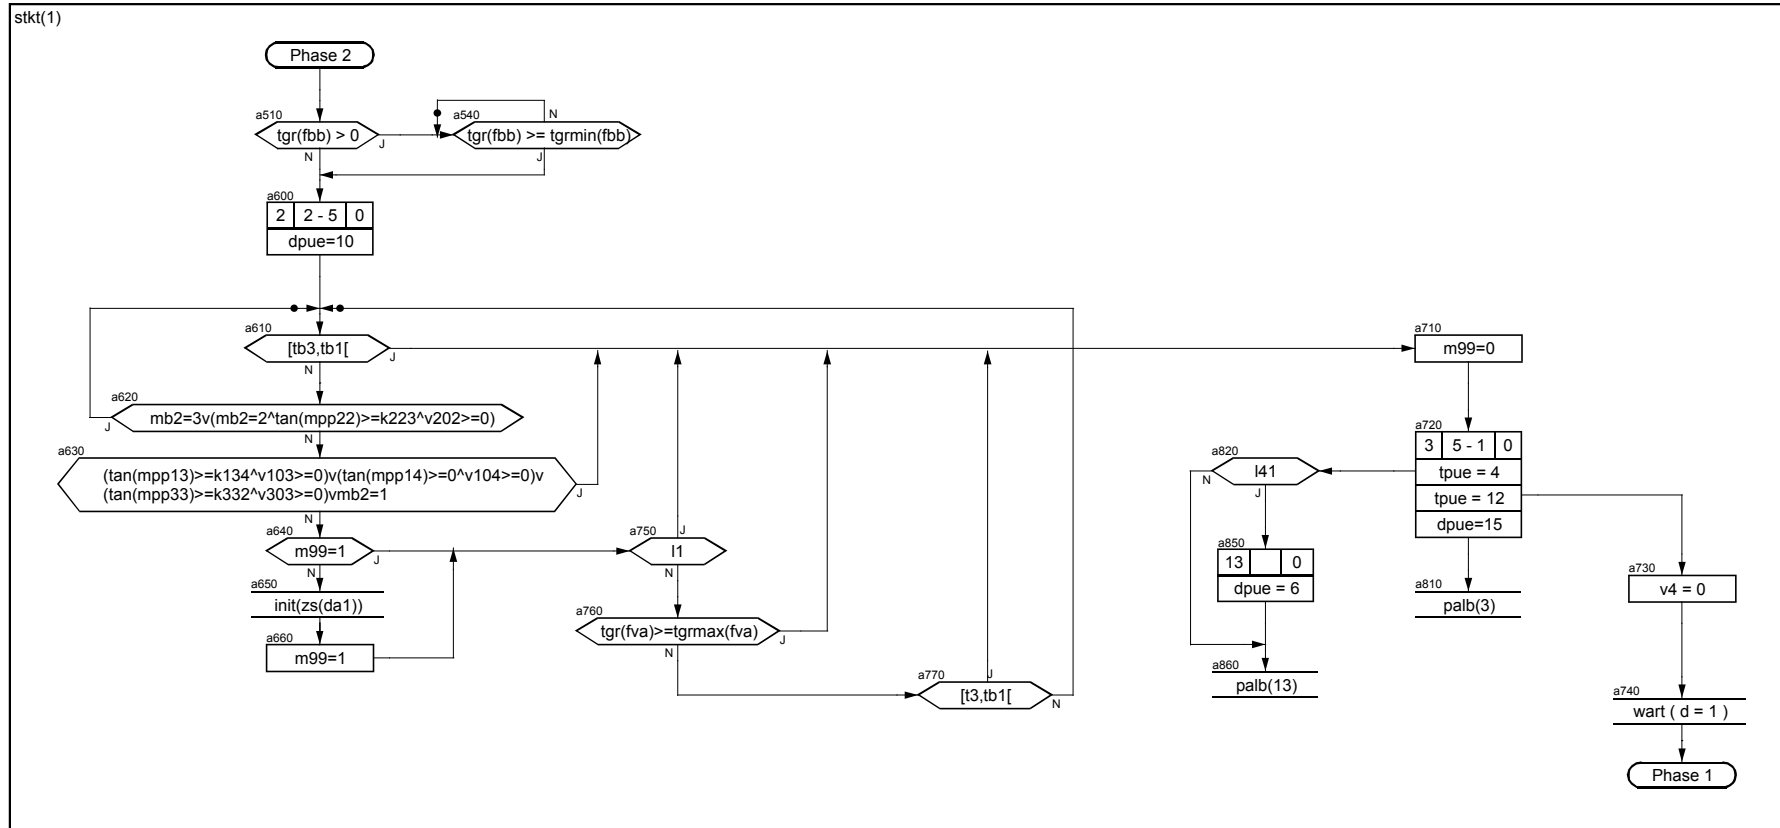 stkt(1)
Phase 2
a510
tgr(fbb) > 0
J
N
a540
tgr(fbb) >= tgrmin(fbb)
N
J
a600
2 2 - 5 0
dpue=10
a610
[tb3,tb1[
J
N
a620
mb2=3v(mb2=2^tan(mpp22)>=k223^v202>=0)
J
N
a630
(tan(mpp13)>=k134^v103>=0)v(tan(mpp14)>=0^v104>=0)v
(tan(mpp33)>=k332^v303>=0)vmb2=1
J
N
a640
m99=1
J
N
a650
init(zs(da1))
a660
m99=1
a750
l1
J
N
a760
tgr(fva)>=tgrmax(fva)
J
N
a770
[t3,tb1[
J
N
a710
m99=0
a720
3 5 - 1 0
tpue = 4
tpue = 12
dpue=15
a820
l41
N
J
a850
13 0
dpue = 6
a860
palb(13)
a810
palb(3)
a730
v4 = 0
a740
wart ( d = 1 )
Phase 1